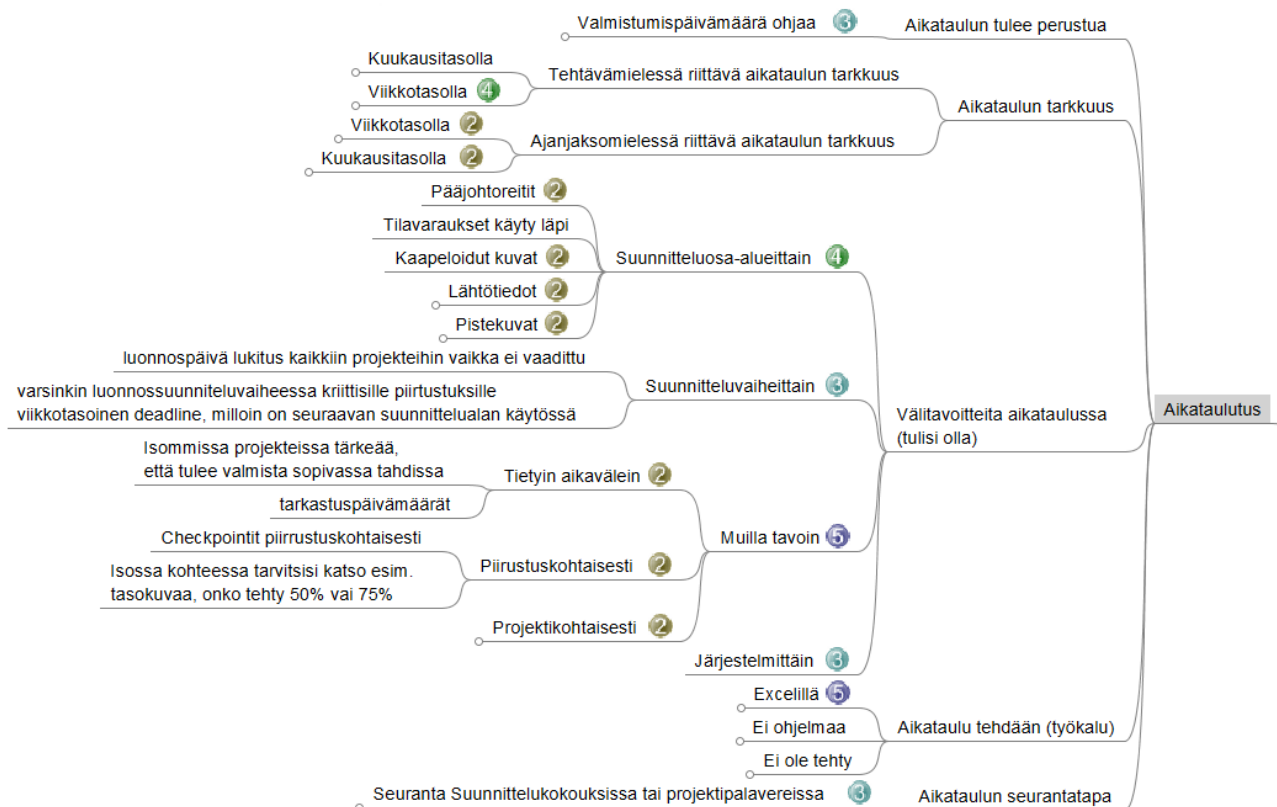 Valmistumispäivämäärä ohjaa 3 Aikataulun tulee perustua
Kuukausitasolla
Viikkotasolla 4
Tehtävämielessä riittävä aikataulun tarkkuus
Aikataulun tarkkuus
Viikkotasolla 2
Kuukausitasolla 2
Ajanjaksomielessä riittävä aikataulun tarkkuus
Pääjohtoreitit 2
Tilavaraukset käyty läpi
Kaapeloidut kuvat 2
Lähtötiedot 2
Pistekuvat 2
Suunnitteluosa-alueittain 4
luonnospäivä lukitus kaikkiin projekteihin vaikka ei vaadittu
varsinkin luonnossuunniteluvaiheessa kriittisille piirtustuksille
viikkotasoinen deadline, milloin on seuraavan suunnittelualan käytössä
Suunnitteluvaiheittain 3
Välitavoitteita aikataulussa
(tulisi olla)
Aikataulutus
Isommissa projekteissa tärkeää,
että tulee valmista sopivassa tahdissa
tarkastuspäivämäärät
Tietyin aikavälein 2
Checkpointit piirrustuskohtaisesti
Isossa kohteessa tarvitsisi katso esim.
tasokuvaa, onko tehty 50% vai 75%
Piirustuskohtaisesti 2
Muilla tavoin 5
Projektikohtaisesti 2
Järjestelmittäin 3
Excelillä 5
Ei ohjelmaa
Ei ole tehty
Aikataulu tehdään (työkalu)
Seuranta Suunnittelukokouksissa tai projektipalavereissa 3 Aikataulun seurantatapa